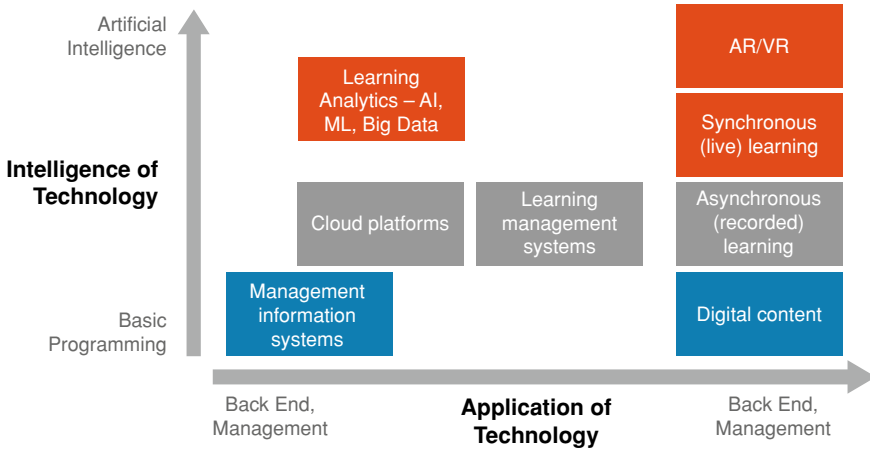 Artificial
Intelligence
AR/VR
Learning
Analytics – AI,
ML, Big Data
Synchronous
(live) learning
Intelligence of
Technology
Cloud platforms
Learning
management
systems
Asynchronous
(recorded)
learning
Management
information
systems
Digital content
Basic
Programming
Back End,
Management
Application of
Technology
Back End,
Management